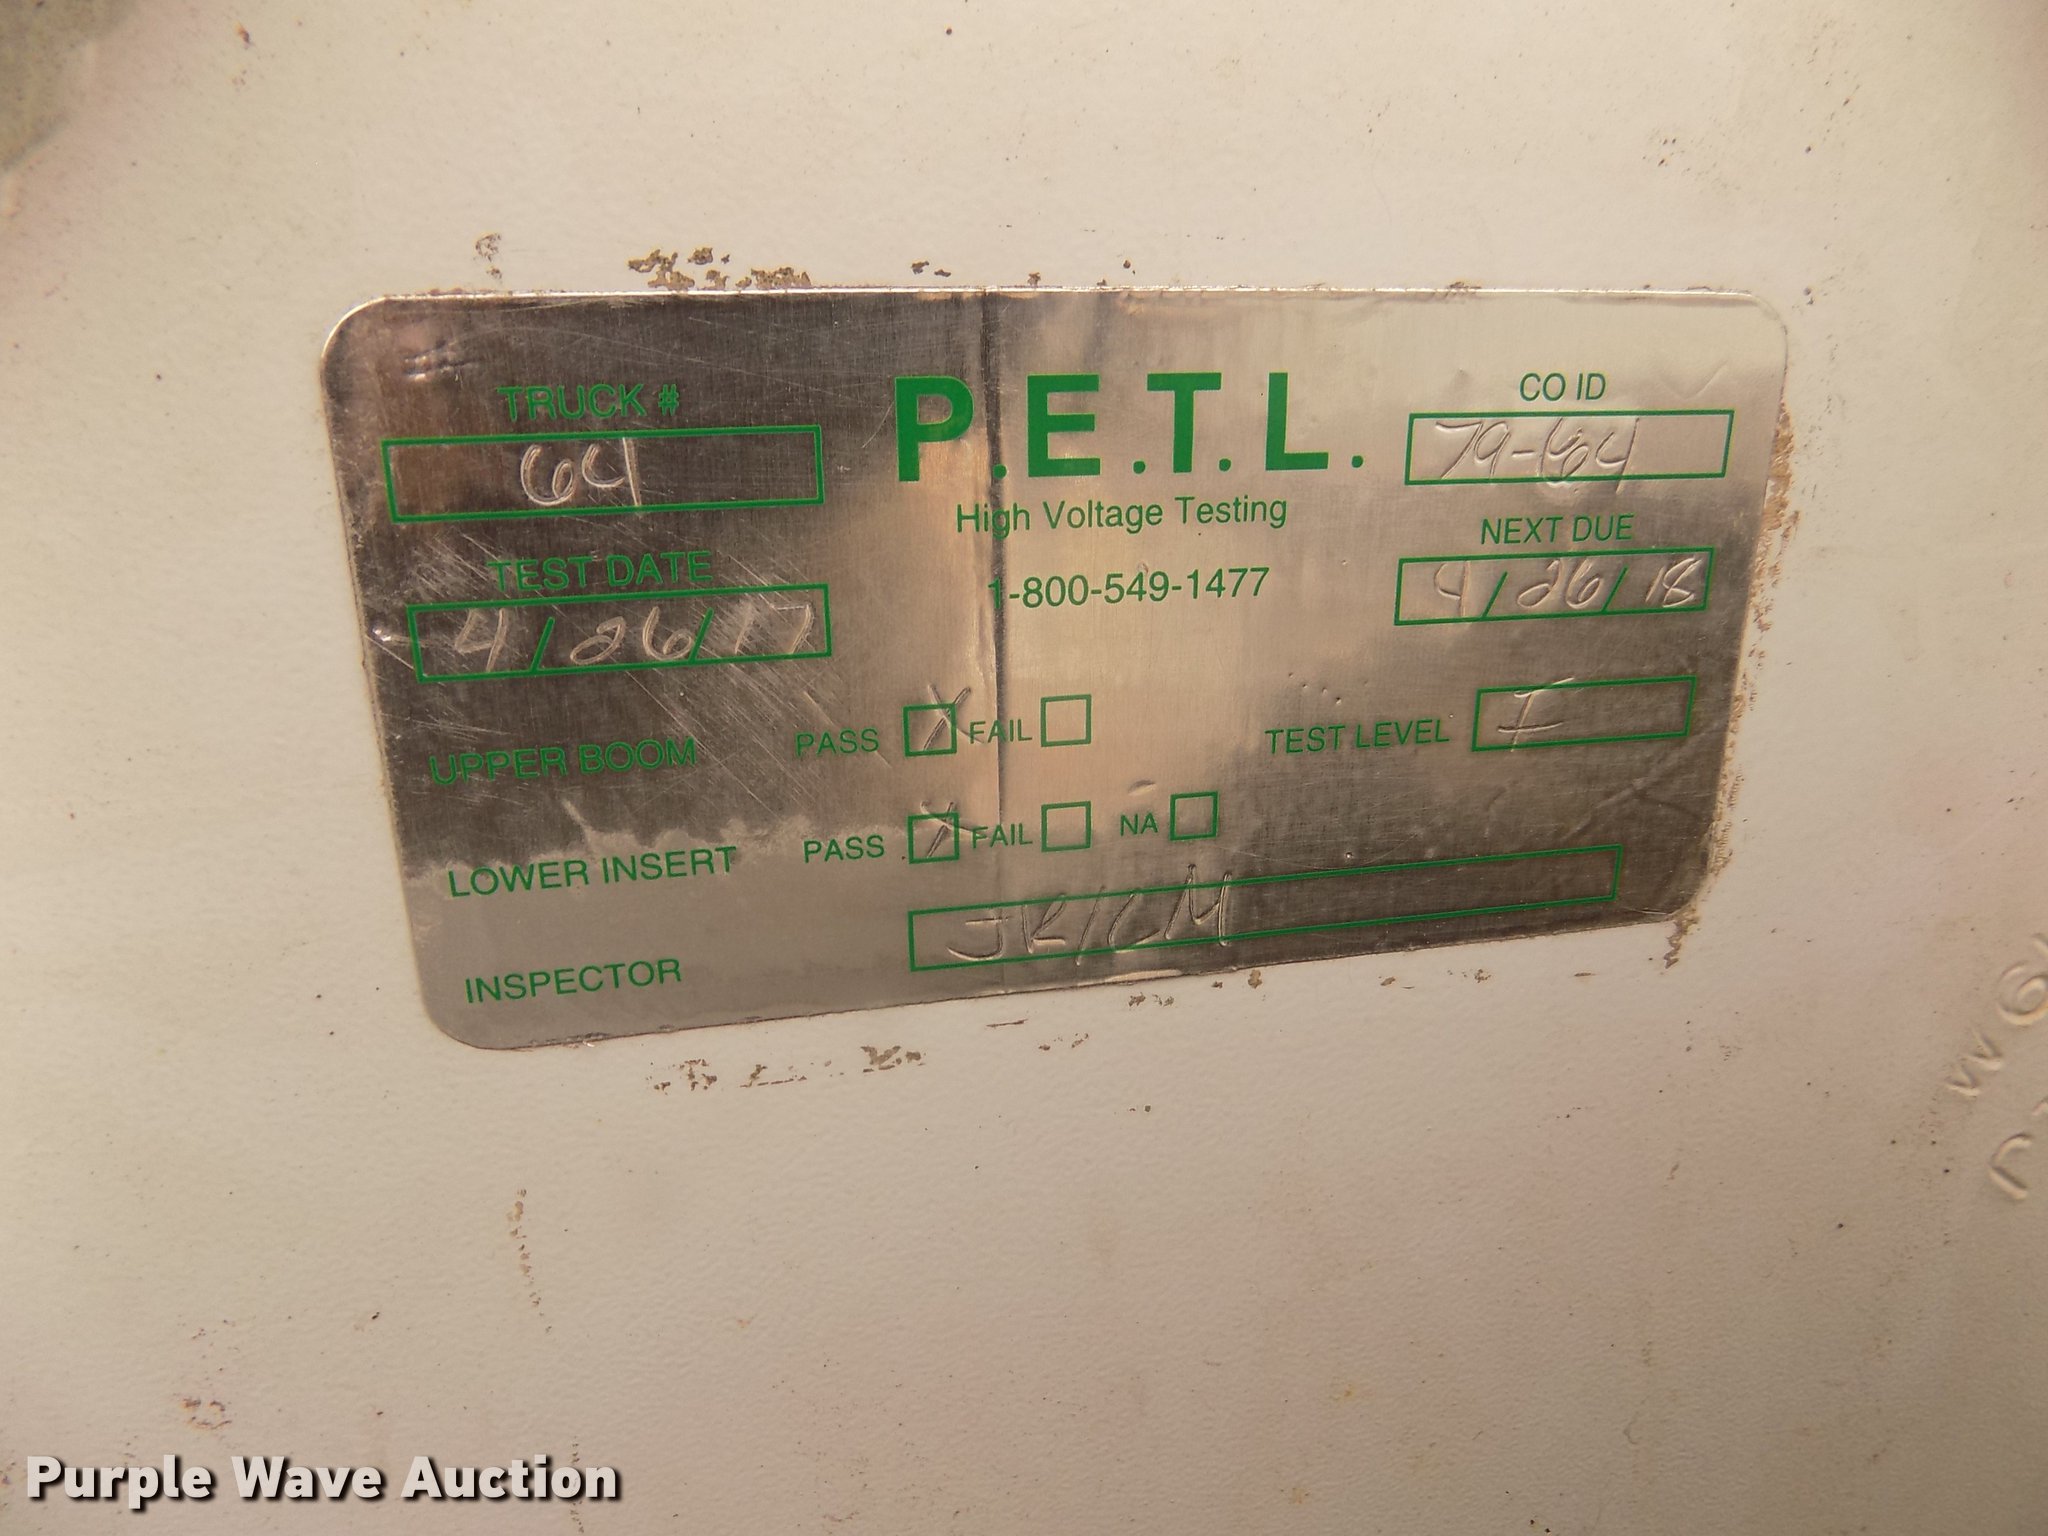 TRUCK #
64
P.E.T.L.
CO ID
High Voltage Testing
NEXT DUE
TEST DATE
1-800-549-1477
4/26/18
4/26/17
UPPER BOOM PASS X FAIL TEST LEVEL I
LOWER INSERT PASS X FAIL NA
INSPECTOR JR/CM
Purple Wave Auction